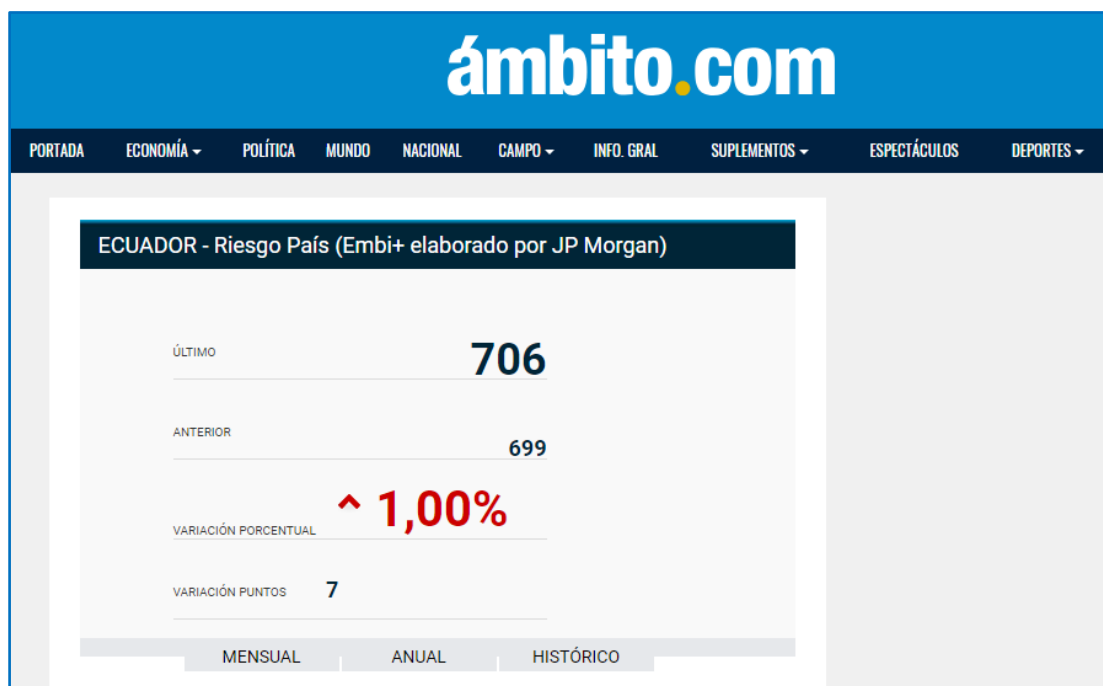 ámbito.com
PORTADA ECONOMÍA POLÍTICA MUNDO NACIONAL CAMPO INFO. GRAL SUPLEMENTOS ESPECTÁCULOS DEPORTES
ECUADOR - Riesgo País (Embi+ elaborado por JP Morgan)
ÚLTIMO 706
ANTERIOR 699
VARIACIÓN PORCENTUAL 1,00%
VARIACIÓN PUNTOS 7
MENSUAL ANUAL HISTÓRICO